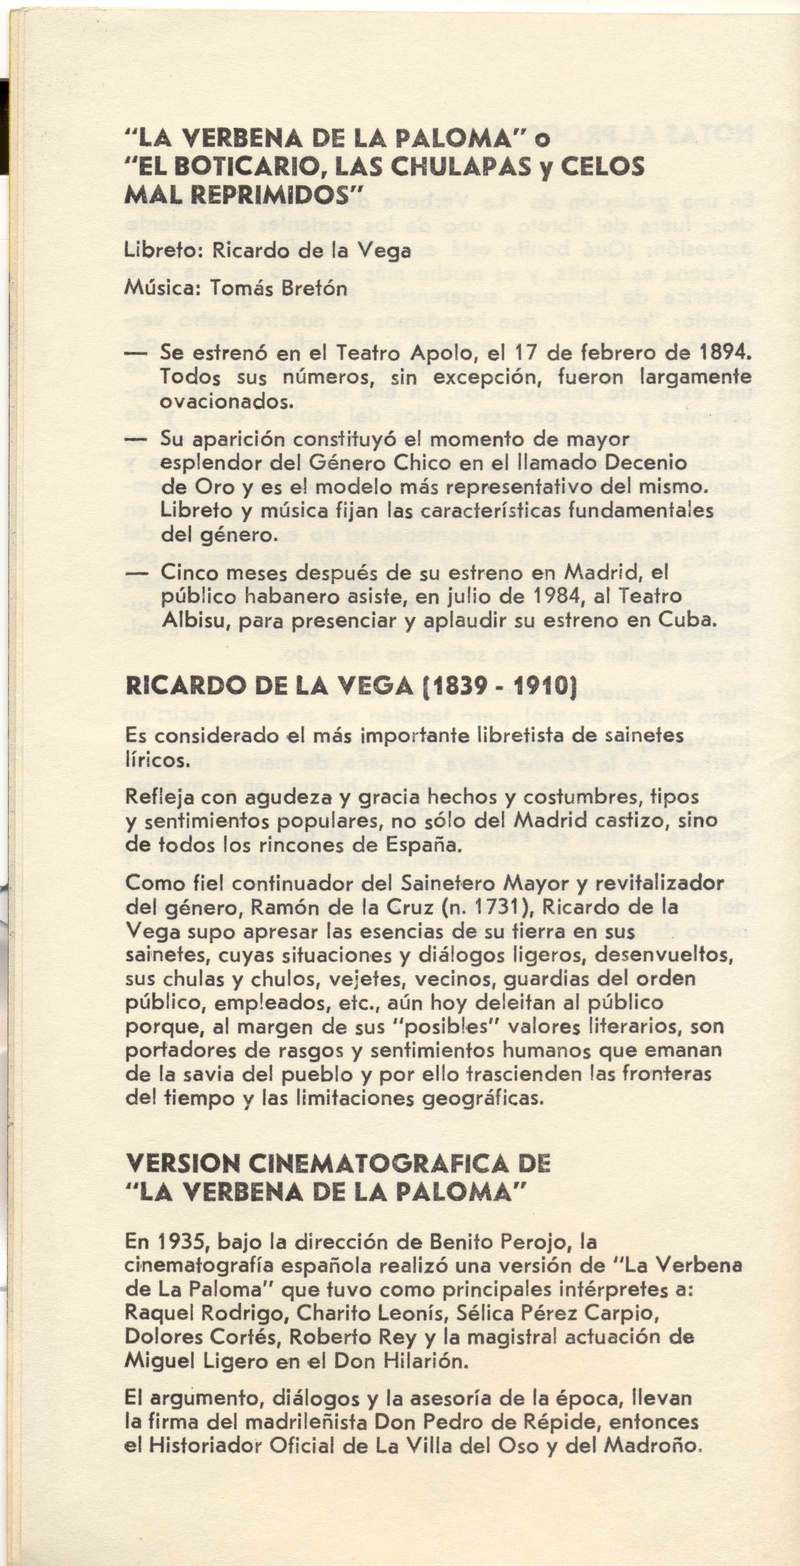 "LA VERBENA DE LA PALOMA" o
"EL BOTICARIO, LAS CHULAPAS y CELOS
MAL REPRIMIDOS"
Libreto: Ricardo de la Vega
Música: Tomás Bretón
— Se estrenó en el Teatro Apolo, el 17 de febrero de 1894.
Todos sus números, sin excepción, fueron largamente
ovacionados.
— Su aparición constituyó el momento de mayor
esplendor del Género Chico en el llamado Decenio
de Oro y es el modelo más representativo del mismo.
Libreto y música fijan las características fundamentales
del género.
— Cinco meses después de su estreno en Madrid, el
público habanero asiste, en julio de 1984, al Teatro
Albisu, para presenciar y aplaudir su estreno en Cuba.
RICARDO DE LA VEGA (1839 - 1910)
Es considerado el más importante libretista de sainetes
líricos.
Refleja con agudeza y gracia hechos y costumbres, tipos
y sentimientos populares, no sólo del Madrid castizo, sino
de todos los rincones de España.
Como fiel continuador del Sainetero Mayor y revitalizador
del género, Ramón de la Cruz (n. 1731), Ricardo de la
Vega supo apresar las esencias de su tierra en sus
sainetes, cuyas situaciones y diálogos ligeros, desenvueltos,
sus chulas y chulos, vejetes, vecinos, guardias del orden
público, empleados, etc., aún hoy deleitan al público
porque, al margen de sus "posibles" valores literarios, son
portadores de rasgos y sentimientos humanos que emanan
de la savia del pueblo y por ello trascienden las fronteras
del tiempo y las limitaciones geográficas.
VERSION CINEMATOGRAFICA DE
"LA VERBENA DE LA PALOMA"
En 1935, bajo la dirección de Benito Perojo, la
cinematografía española realizó una versión de "La Verbena
de La Paloma" que tuvo como principales intérpretes a:
Raquel Rodrigo, Charito Leonís, Sélica Pérez Carpio,
Dolores Cortés, Roberto Rey y la magistral actuación de
Miguel Ligero en el Don Hilarión.
El argumento, diálogos y la asesoría de la época, llevan
la firma del madrileñista Don Pedro de Répide, entonces
el Historiador Oficial de La Villa del Oso y del Madroño.